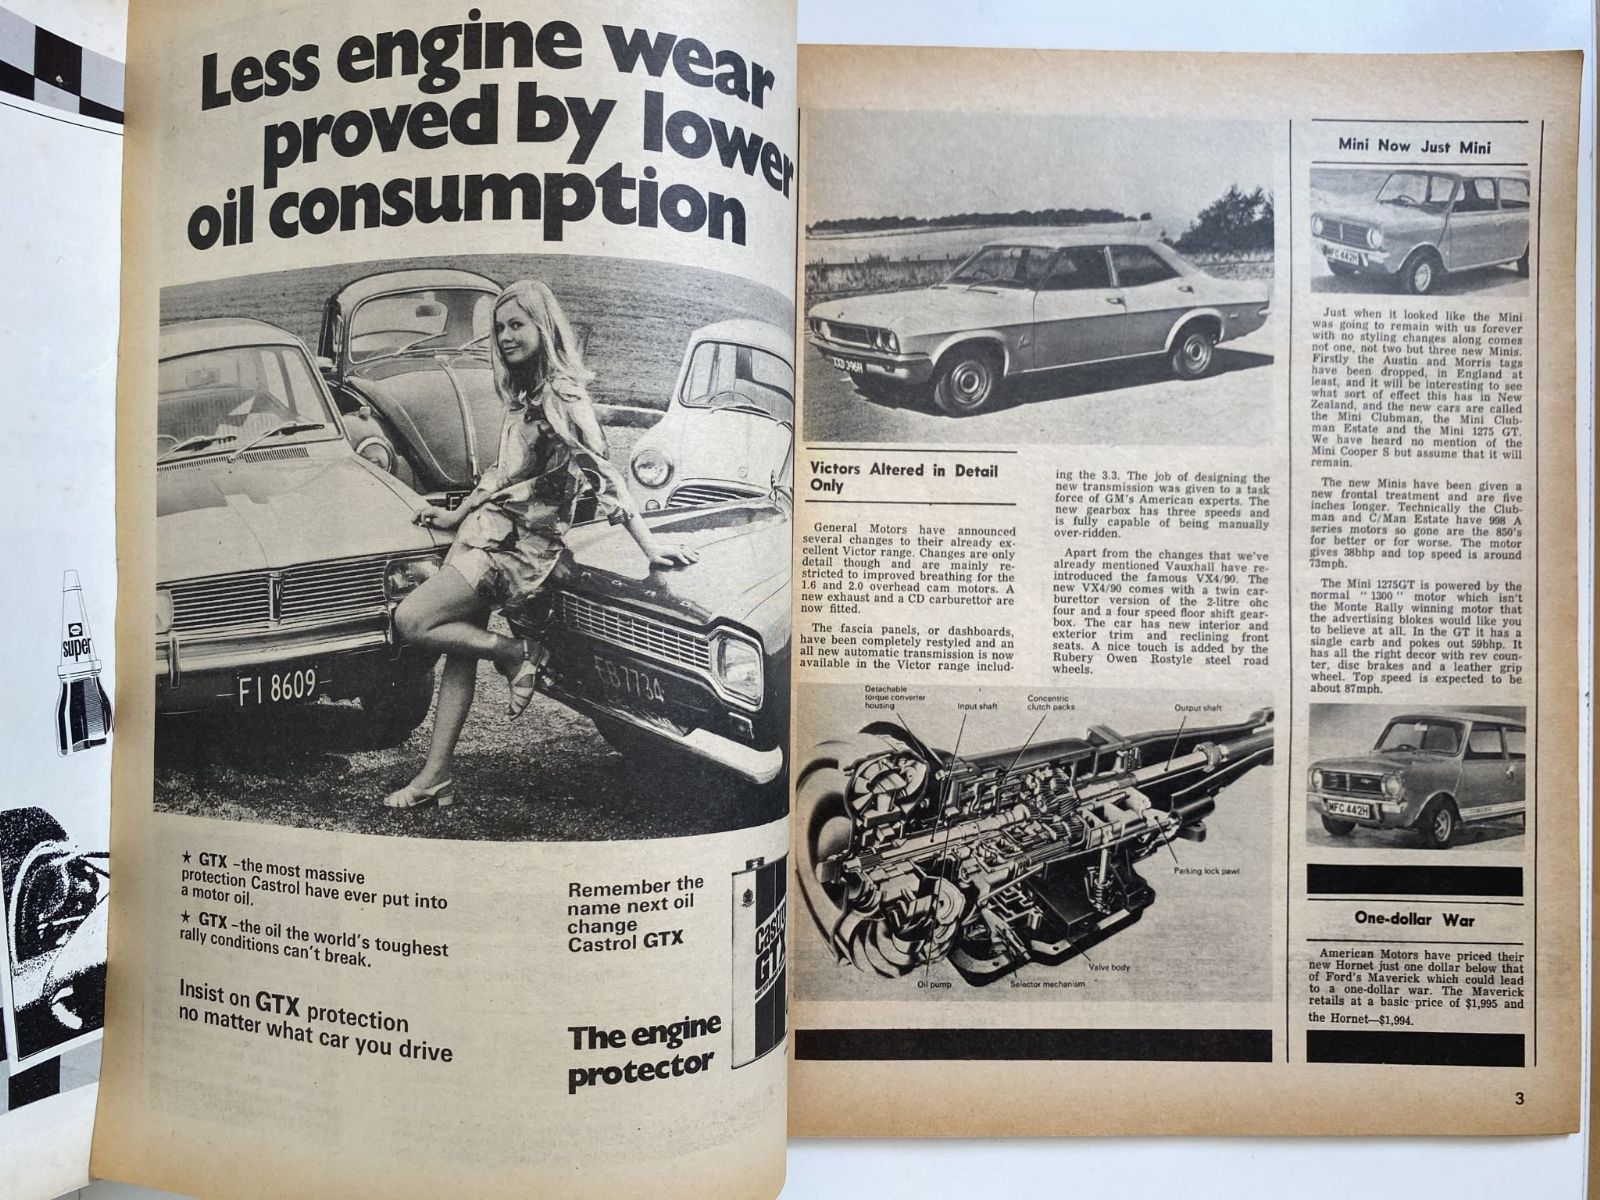 super
Less engine wear
proved by lower
oil consumption
F I 8609
EB 7734
★ GTX –the most massive
protection Castrol have ever put into
a motor oil.
★ GTX –the oil the world's toughest
rally conditions can't break.
Insist on GTX protection
no matter what car you drive
Remember the
name next oil
change
Castrol GTX
The engine
protector
Castrol
GTX
Victors Altered in Detail
Only
General Motors have announced
several changes to their already ex-
cellent Victor range. Changes are only
detail though and are mainly re-
stricted to improved breathing for the
1.6 and 2.0 overhead cam motors. A
new exhaust and a CD carburettor are
now fitted.
The fascia panels, or dashboards,
have been completely restyled and an
all new automatic transmission is now
available in the Victor range includ-
ing the 3.3. The job of designing the
new transmission was given to a task
force of GM's American experts. The
new gearbox has three speeds and
is fully capable of being manually
over-ridden.
Apart from the changes that we've
already mentioned Vauxhall have re-
introduced the famous VX4/90. The
new VX4/90 comes with a twin car-
burettor version of the 2-litre ohc
four and a four speed floor shift gear-
box. The car has new interior and
exterior trim and reclining front
seats. A nice touch is added by the
Rubery Owen Rostyle steel road
wheels.
Detachable
torque converter
housing
Input shaft
Concentric
clutch packs
Output shaft
Parking lock pawl
Valve body
Selector mechanism
Oil pump
Mini Now Just Mini
MFC 442H
Just when it looked like the Mini
was going to remain with us forever
with no styling changes along comes
not one, not two but three new Minis.
Firstly the Austin and Morris tags
have been dropped, in England at
least, and it will be interesting to see
what sort of effect this has in New
Zealand, and the new cars are called
the Mini Clubman, the Mini Club-
man Estate and the Mini 1275 GT.
We have heard no mention of the
Mini Cooper S but assume that it will
remain.
The new Minis have been given a
new frontal treatment and are five
inches longer. Technically the Club-
man and C/Man Estate have 998 A
series motors so gone are the 850's
for better or for worse. The motor
gives 38bhp and top speed is around
73mph.
The Mini 1275GT is powered by the
normal "1300" motor which isn't
the Monte Rally winning motor that
the advertising blokes would like you
to believe at all. In the GT it has a
single carb and pokes out 59bhp. It
has all the right decor with rev coun-
ter, disc brakes and a leather grip
wheel. Top speed is expected to be
about 87mph.
MFC 442H
One-dollar War
American Motors have priced their
new Hornet just one dollar below that
of Ford's Maverick which could lead
to a one-dollar war. The Maverick
retails at a basic price of $1,995 and
the Hornet—$1,994.
3